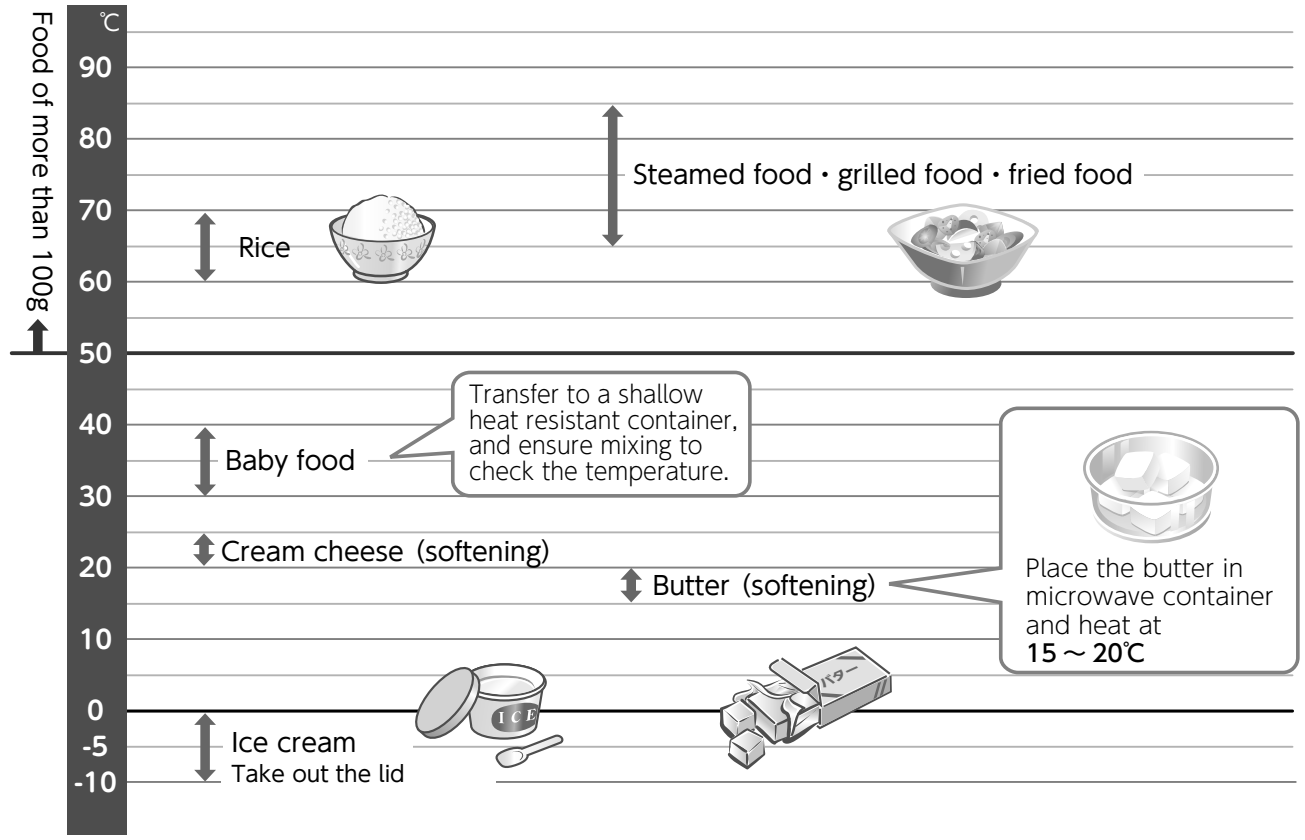 ℃
Food of more than 100g
90
80
70
60
50
40
30
20
10
0
-5
-10
Steamed food・grilled food・fried food
Rice
Transfer to a shallow
heat resistant container,
and ensure mixing to
check the temperature.
Baby food
Cream cheese (softening)
Butter (softening)
Place the butter in
microwave container
and heat at
15 ～ 20℃
バター
ICE
Ice cream
Take out the lid